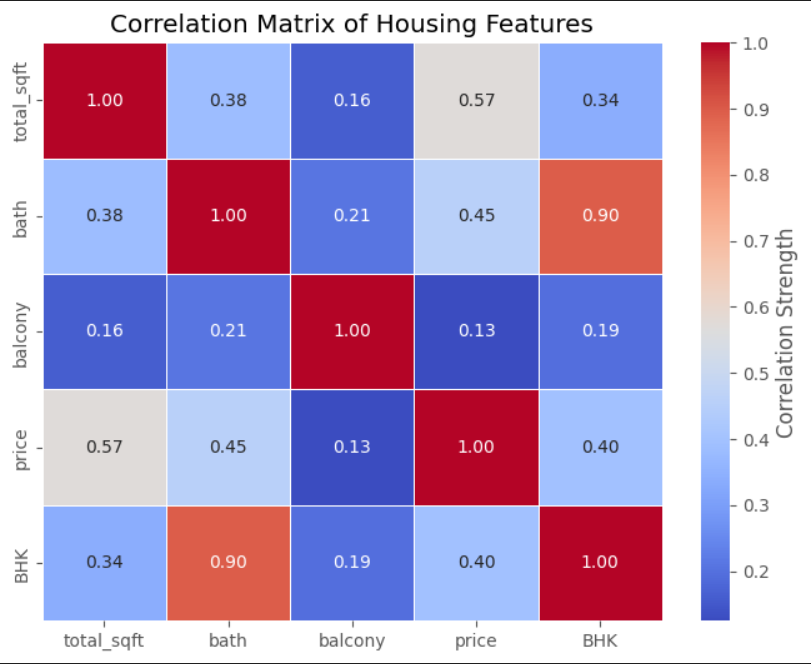 Correlation Matrix of Housing Features
total_sqft 1.00 0.38 0.16 0.57 0.34
bath 0.38 1.00 0.21 0.45 0.90
balcony 0.16 0.21 1.00 0.13 0.19
price 0.57 0.45 0.13 1.00 0.40
BHK 0.34 0.90 0.19 0.40 1.00
total_sqft bath balcony price BHK
1.0
0.9
0.8
0.7
0.6
0.5
0.4
0.3
0.2
Correlation Strength